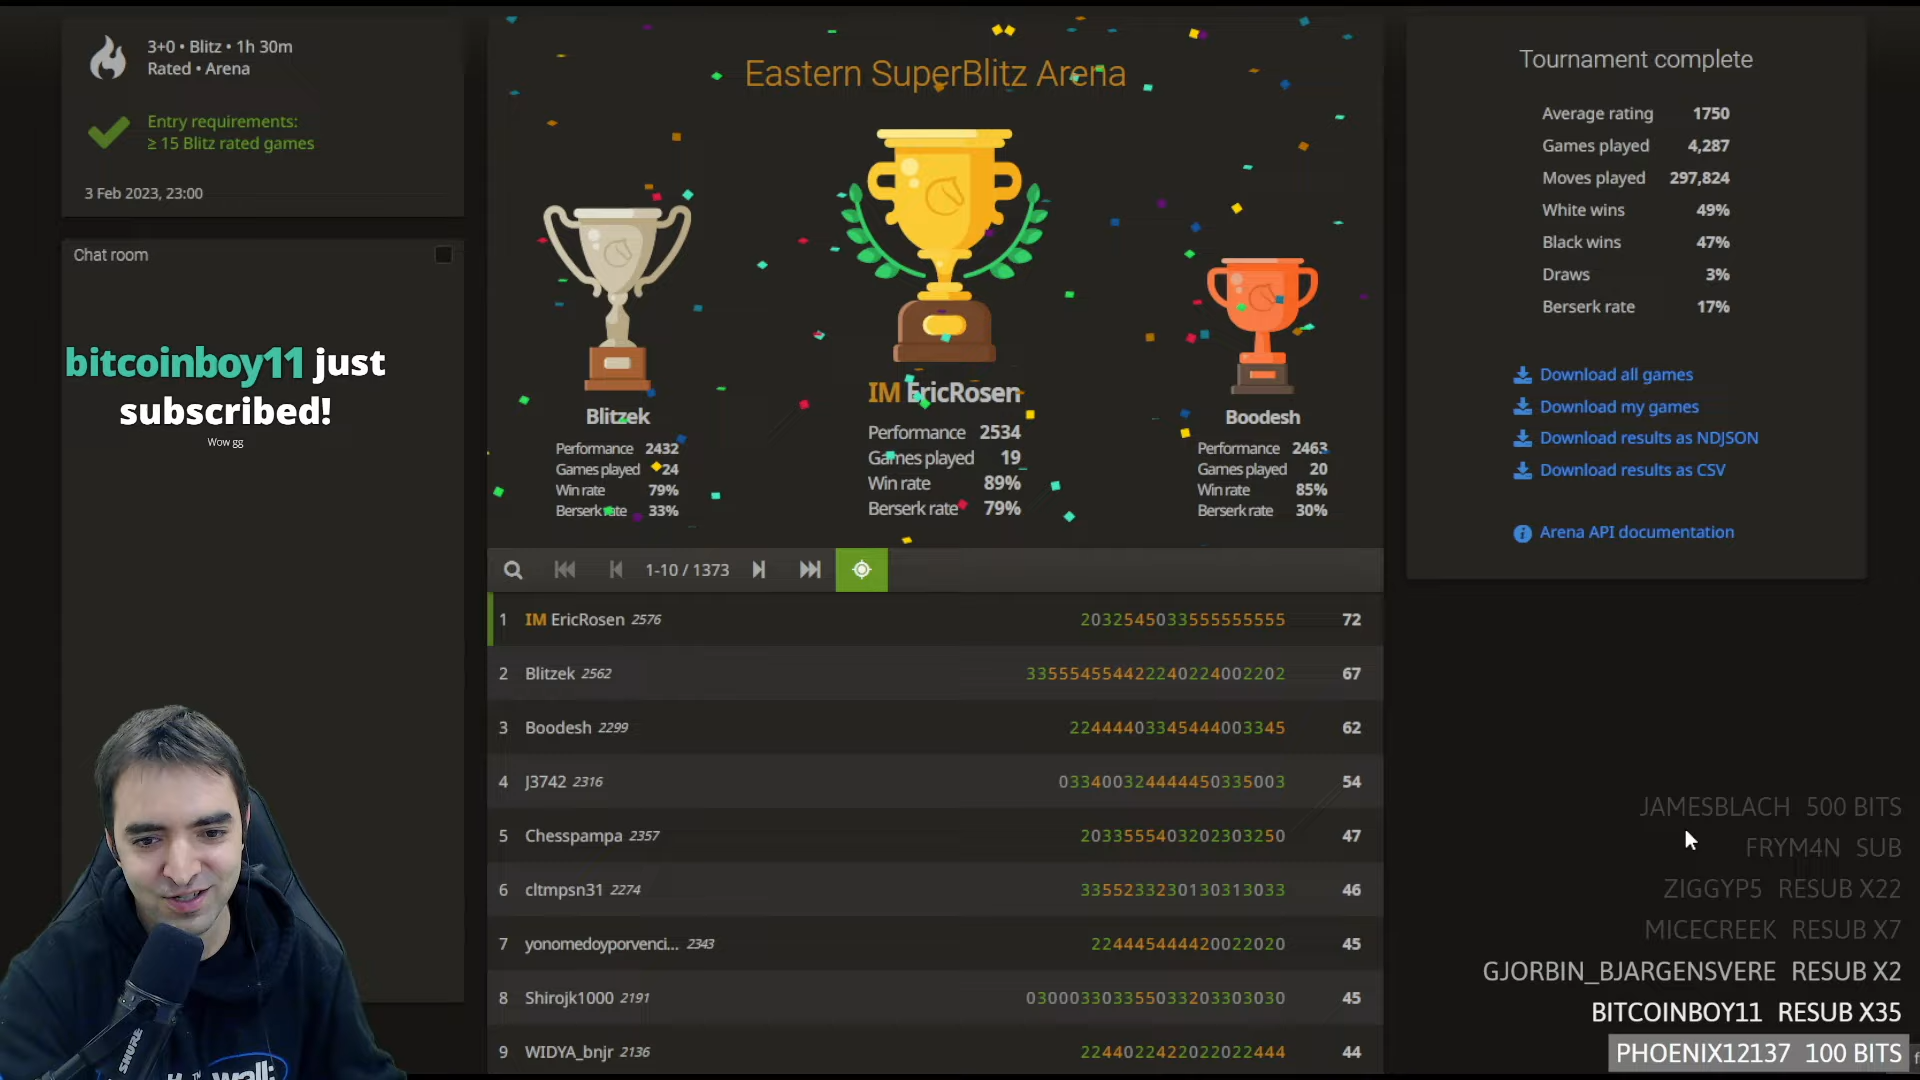 3+0 • Blitz • 1h 30m
Rated • Arena
Entry requirements:
≥ 15 Blitz rated games
3 Feb 2023, 23:00
Chat room
bitcoinboy11 just
subscribed!
Wow gg
Eastern SuperBlitz Arena
Blitzek
Performance 2432
Games played 24
Win rate 79%
Berserk rate 33%
IM EricRosen
Performance 2534
Games played 19
Win rate 89%
Berserk rate 79%
Boodesh
Performance 2463
Games played 20
Win rate 85%
Berserk rate 30%
1-10 / 1373
1 IM EricRosen 2576 2032545033555555555 72
2 Blitzek 2562 335554554422240224002202 67
3 Boodesh 2299 22444403345444003345 62
4 J3742 2316 033400324444450335003 54
5 Chesspampa 2357 2033555403202303250 47
6 cltmpsn31 2274 3355233230130313033 46
7 yonomedoyporvenci... 2343 224445444420022020 45
8 Shirojk1000 2191 030003303355033203303030 45
9 WIDYA_bnjr 2136 2244022422022022444 44
Tournament complete
Average rating 1750
Games played 4,287
Moves played 297,824
White wins 49%
Black wins 47%
Draws 3%
Berserk rate 17%
Download all games
Download my games
Download results as NDJSON
Download results as CSV
Arena API documentation
JAMESBLACH 500 BITS
FRYM4N SUB
ZIGGYP5 RESUB X22
MICECREEK RESUB X7
GJORBIN_BJARGENSVERE RESUB X2
BITCOINBOY11 RESUB X35
PHOENIX12137 100 BITS
SHURE
wall: